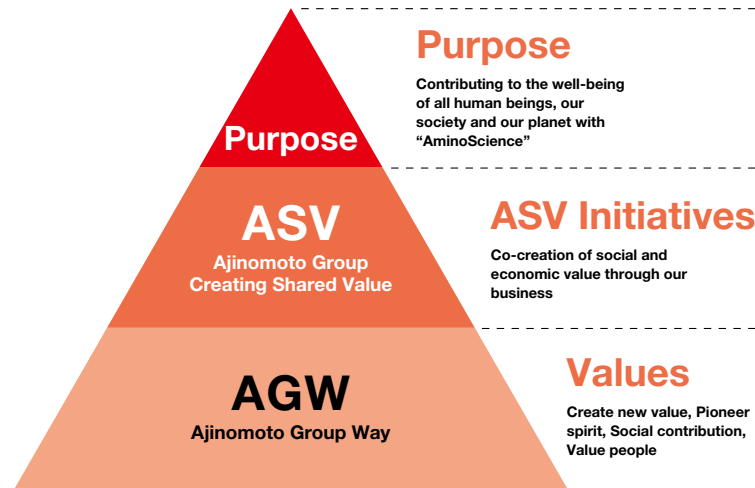 Purpose
Purpose
Contributing to the well-being
of all human beings, our
society and our planet with
“AminoScience”
ASV
Ajinomoto Group
Creating Shared Value
ASV Initiatives
Co-creation of social and
economic value through our
business
AGW
Ajinomoto Group Way
Values
Create new value, Pioneer
spirit, Social contribution,
Value people